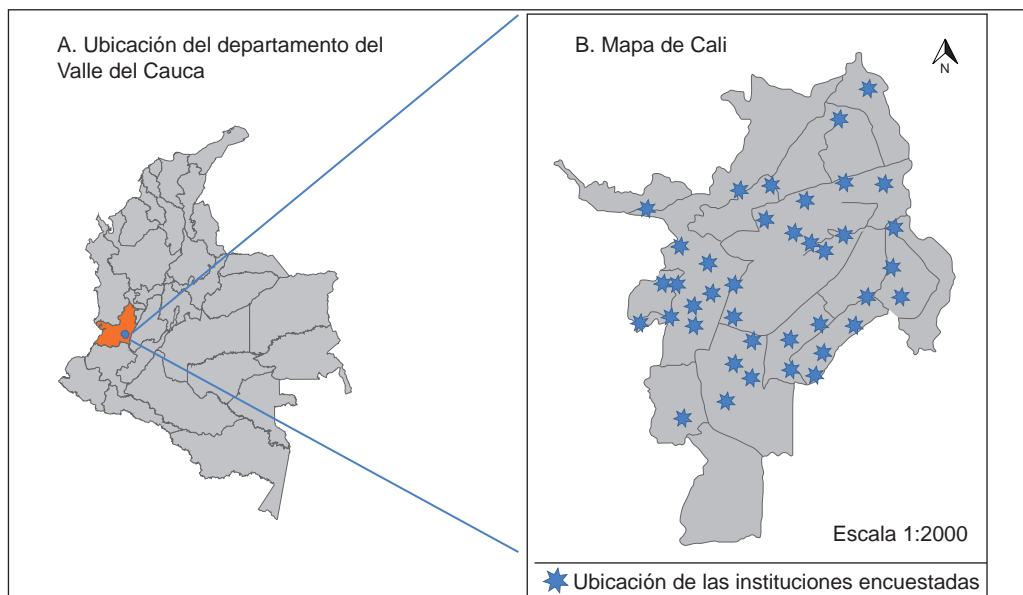 A. Ubicación del departamento del
Valle del Cauca
B. Mapa de Cali
N
Escala 1:2000
Ubicación de las instituciones encuestadas